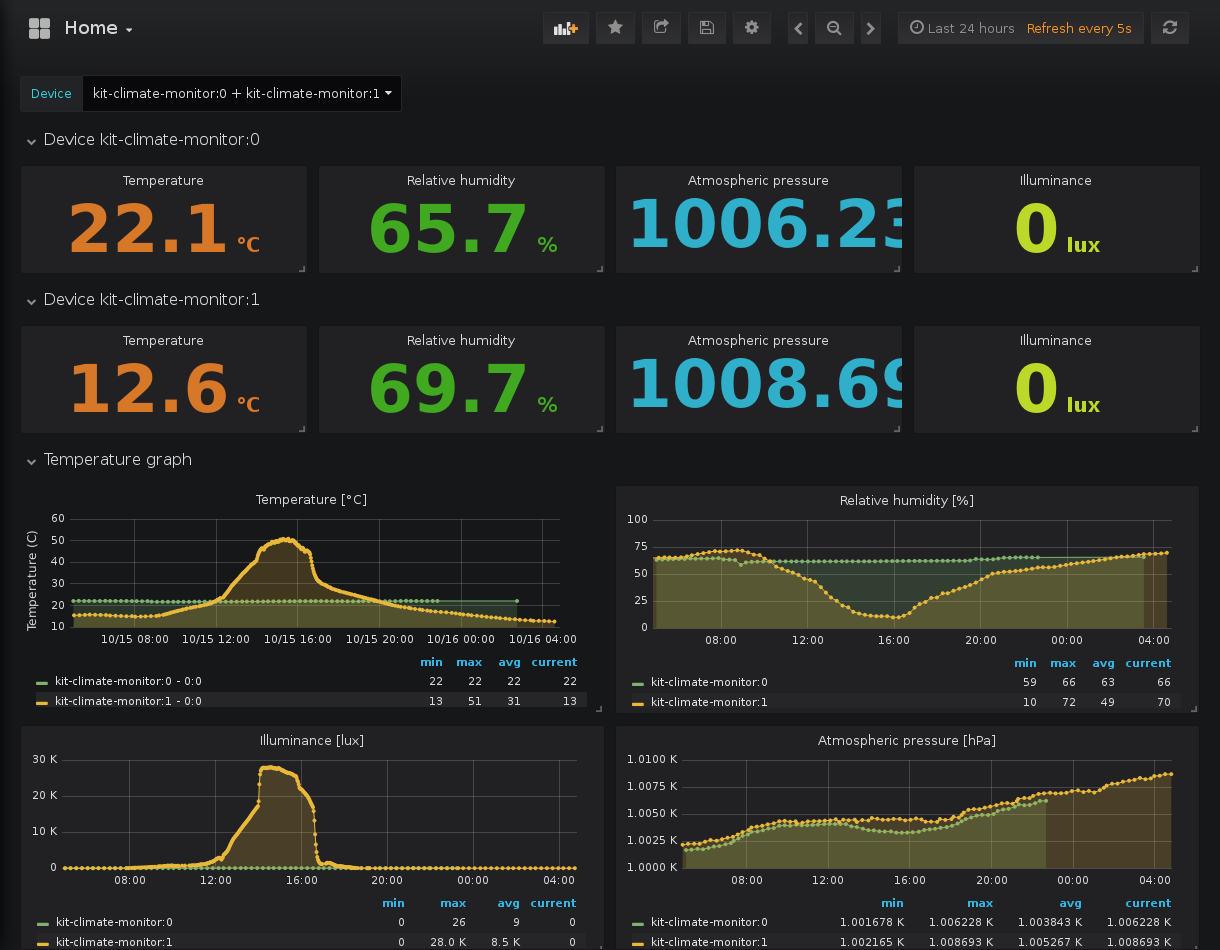 Home
Last 24 hours Refresh every 5s
Device kit-climate-monitor:0 + kit-climate-monitor:1
Device kit-climate-monitor:0
Temperature Relative humidity Atmospheric pressure Illuminance
22.1 °C 65.7 % 1006.23 0 lux
Device kit-climate-monitor:1
Temperature Relative humidity Atmospheric pressure Illuminance
12.6 °C 69.7 % 1008.69 0 lux
Temperature graph
Temperature [°C]
Temperature (C)
60
50
40
30
20
10
10/15 08:00 10/15 12:00 10/15 16:00 10/15 20:00 10/16 00:00 10/16 04:00
min max avg current
kit-climate-monitor:0 - 0:0 22 22 22 22
kit-climate-monitor:1 - 0:0 13 51 31 13
Relative humidity [%]
100
75
50
25
0
08:00 12:00 16:00 20:00 00:00 04:00
min max avg current
kit-climate-monitor:0 59 66 63 66
kit-climate-monitor:1 10 72 49 70
Illuminance [lux]
30 K
20 K
10 K
0
08:00 12:00 16:00 20:00 00:00 04:00
min max avg current
kit-climate-monitor:0 0 26 9 0
kit-climate-monitor:1 0 28.0 K 8.5 K 0
Atmospheric pressure [hPa]
1.0100 K
1.0075 K
1.0050 K
1.0025 K
1.0000 K
08:00 12:00 16:00 20:00 00:00 04:00
min max avg current
kit-climate-monitor:0 1.001678 K 1.006228 K 1.003843 K 1.006228 K
kit-climate-monitor:1 1.002165 K 1.008693 K 1.005267 K 1.008693 K